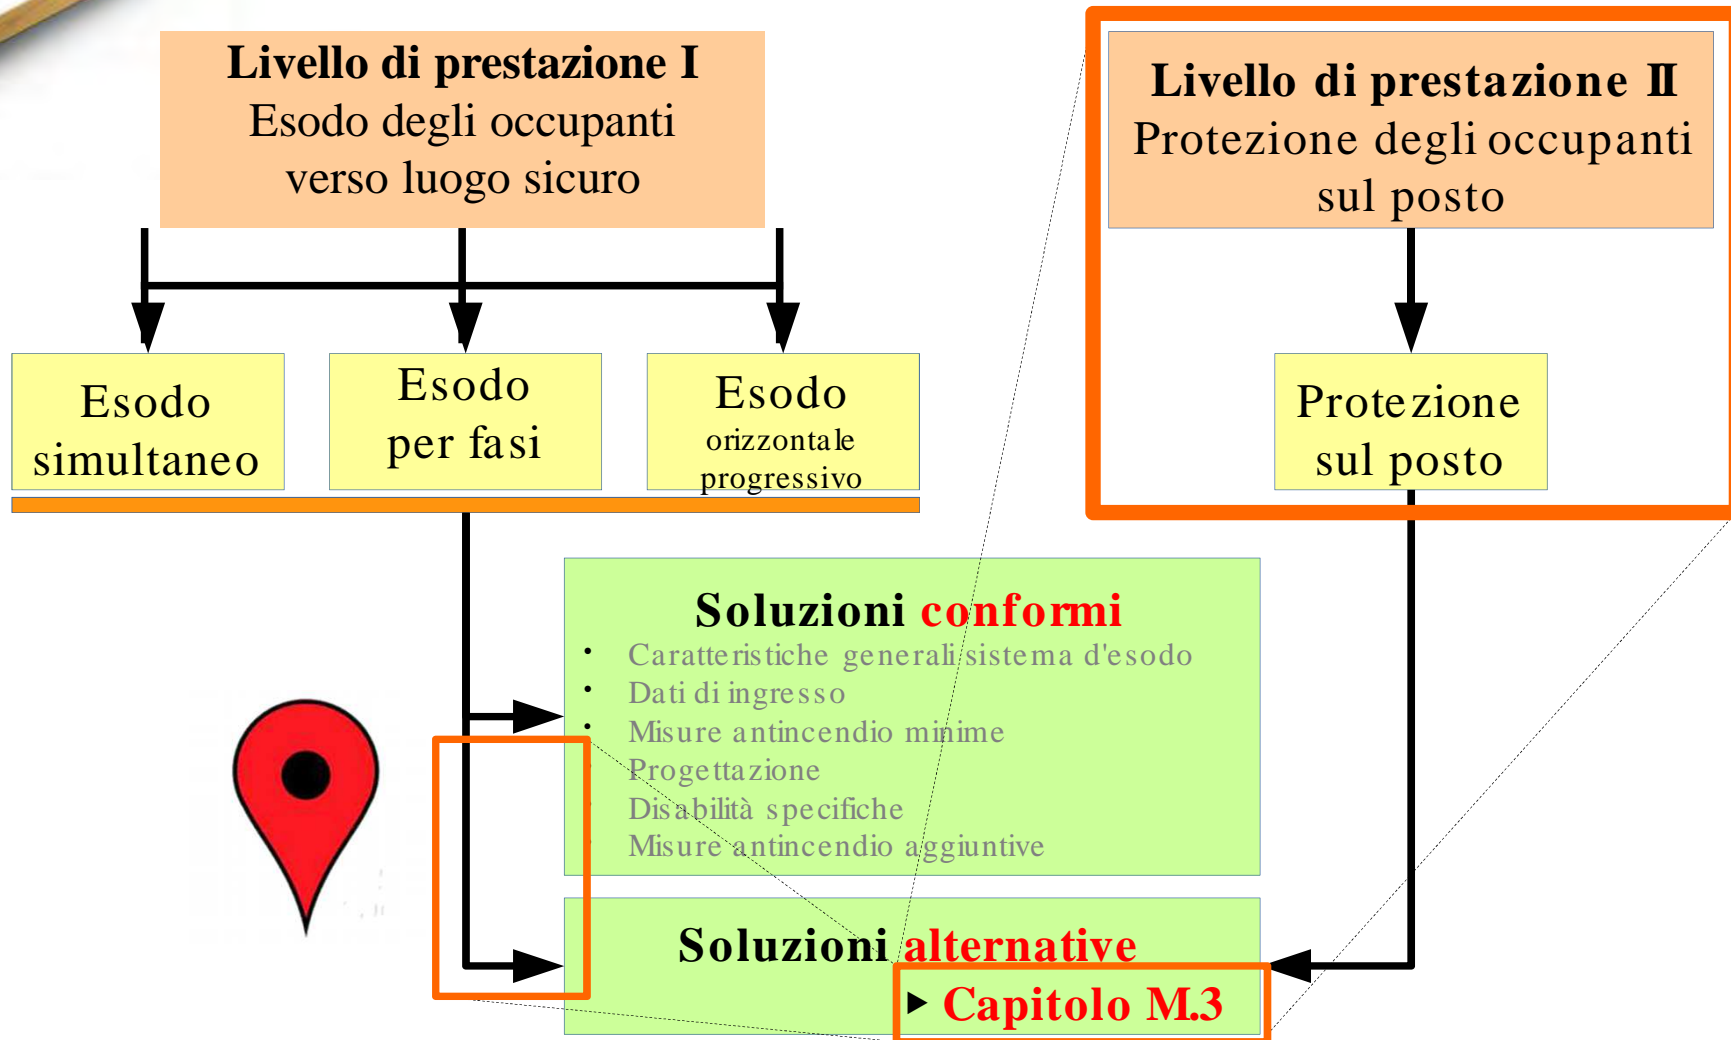 Livello di prestazione I
Esodo degli occupanti
verso luogo sicuro
Livello di prestazione II
Protezione degli occupanti
sul posto
Esodo
simultaneo
Esodo
per fasi
Esodo
orizzontale
progressivo
Protezione
sul posto
Soluzioni conformi
• Caratteristiche generali sistema d'esodo
• Dati di ingresso
• Misure antincendio minime
• Progettazione
• Disabilità specifiche
• Misure antincendio aggiuntive
Soluzioni alternative
► Capitolo M.3